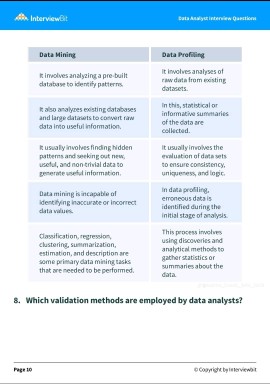 InterviewBit
Data Analyst Interview Questions
Data Mining
Data Profiling
It involves analyzing a pre-built
database to identify patterns.
It involves analyses of
raw data from existing
datasets.
It also analyzes existing databases
and large datasets to convert raw
data into useful information.
In this, statistical or
informative summaries
of the data are
collected.
It usually involves finding hidden
patterns and seeking out new,
useful, and non-trivial data to
generate useful information.
It usually involves the
evaluation of data sets
to ensure consistency,
uniqueness, and logic.
Data mining is incapable of
identifying inaccurate or incorrect
data values.
In data profiling,
erroneous data is
identified during the
initial stage of analysis.
Classification, regression,
clustering, summarization,
estimation, and description are
some primary data mining tasks
that are needed to be performed.
This process involves
using discoveries and
analytical methods to
gather statistics or
summaries about the
data.
8. Which validation methods are employed by data analysts?
Page 10
© Copyright by Interviewbit